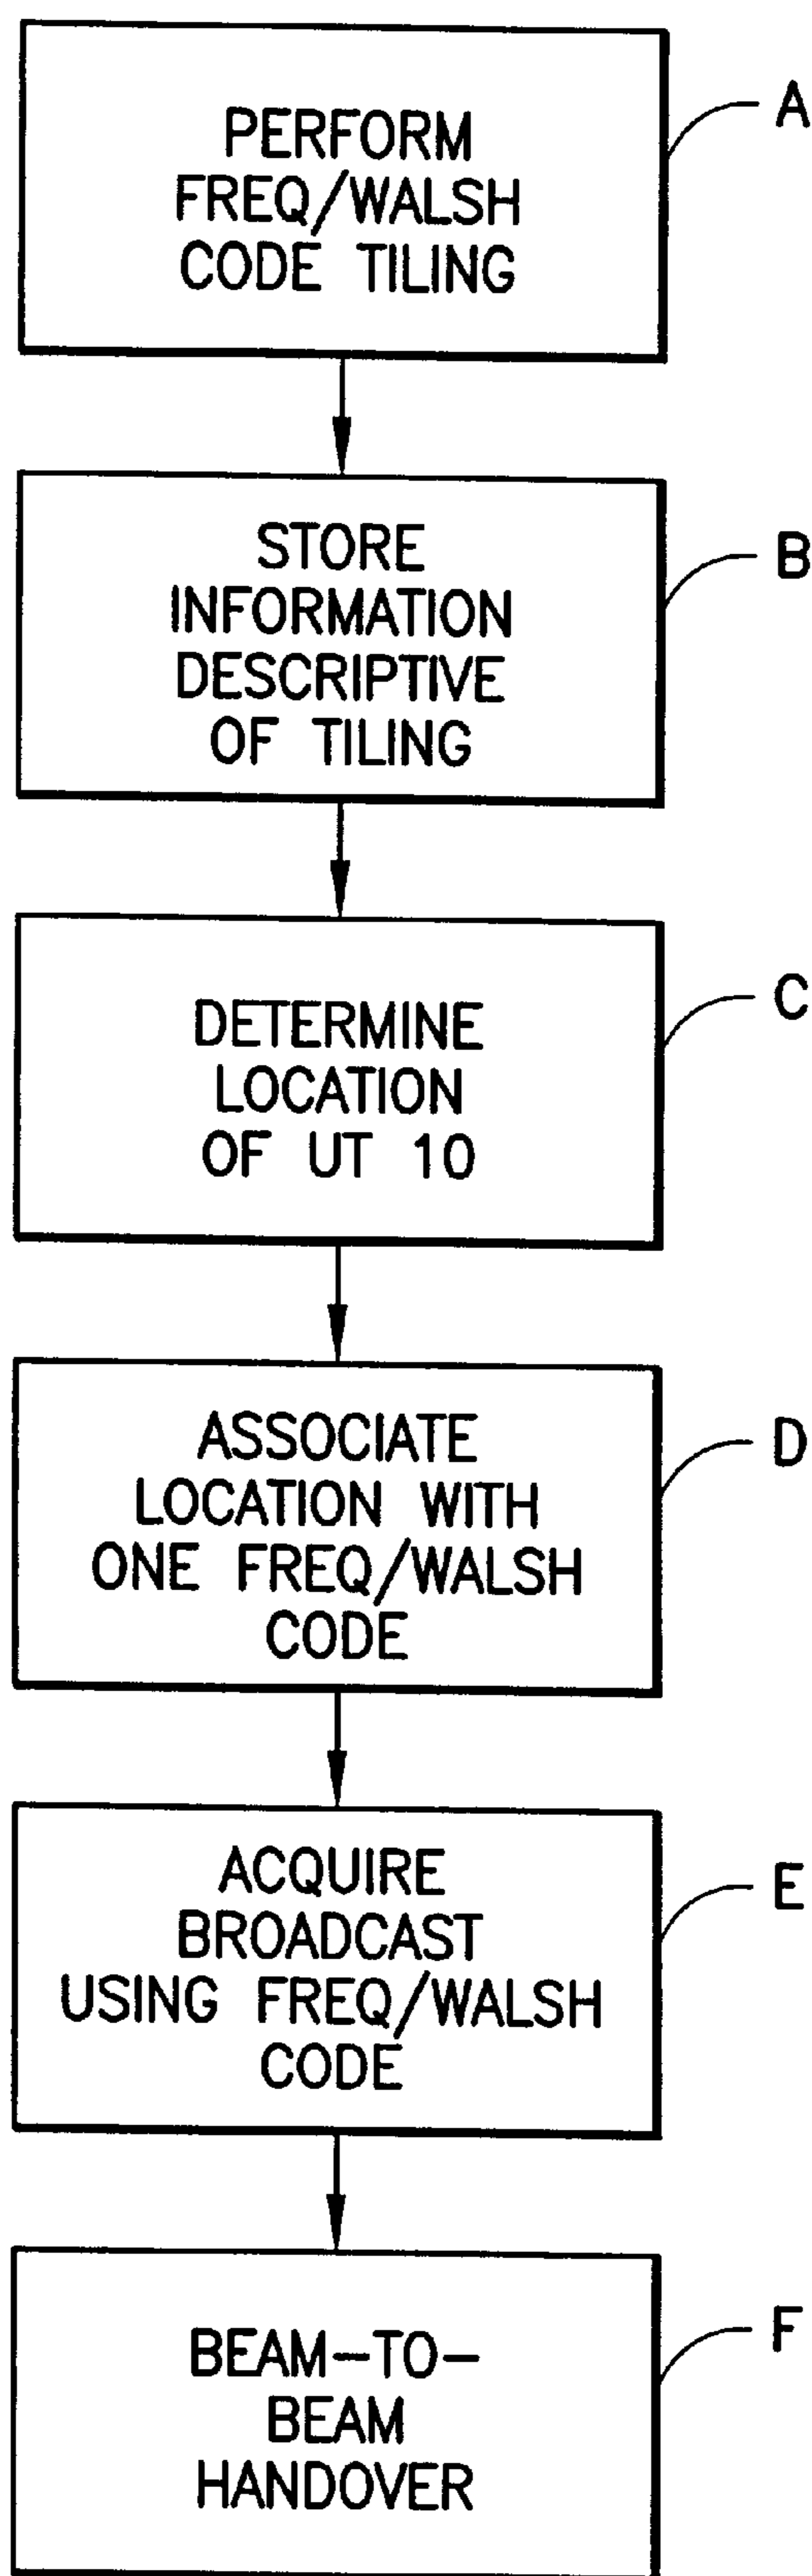 PERFORM
FREQ/WALSH
CODE TILING
A
STORE
INFORMATION
DESCRIPTIVE
OF TILING
B
DETERMINE
LOCATION
OF UT 10
C
ASSOCIATE
LOCATION WITH
ONE FREQ/WALSH
CODE
D
ACQUIRE
BROADCAST
USING FREQ/WALSH
CODE
E
BEAM-TO-
BEAM
HANDOVER
F